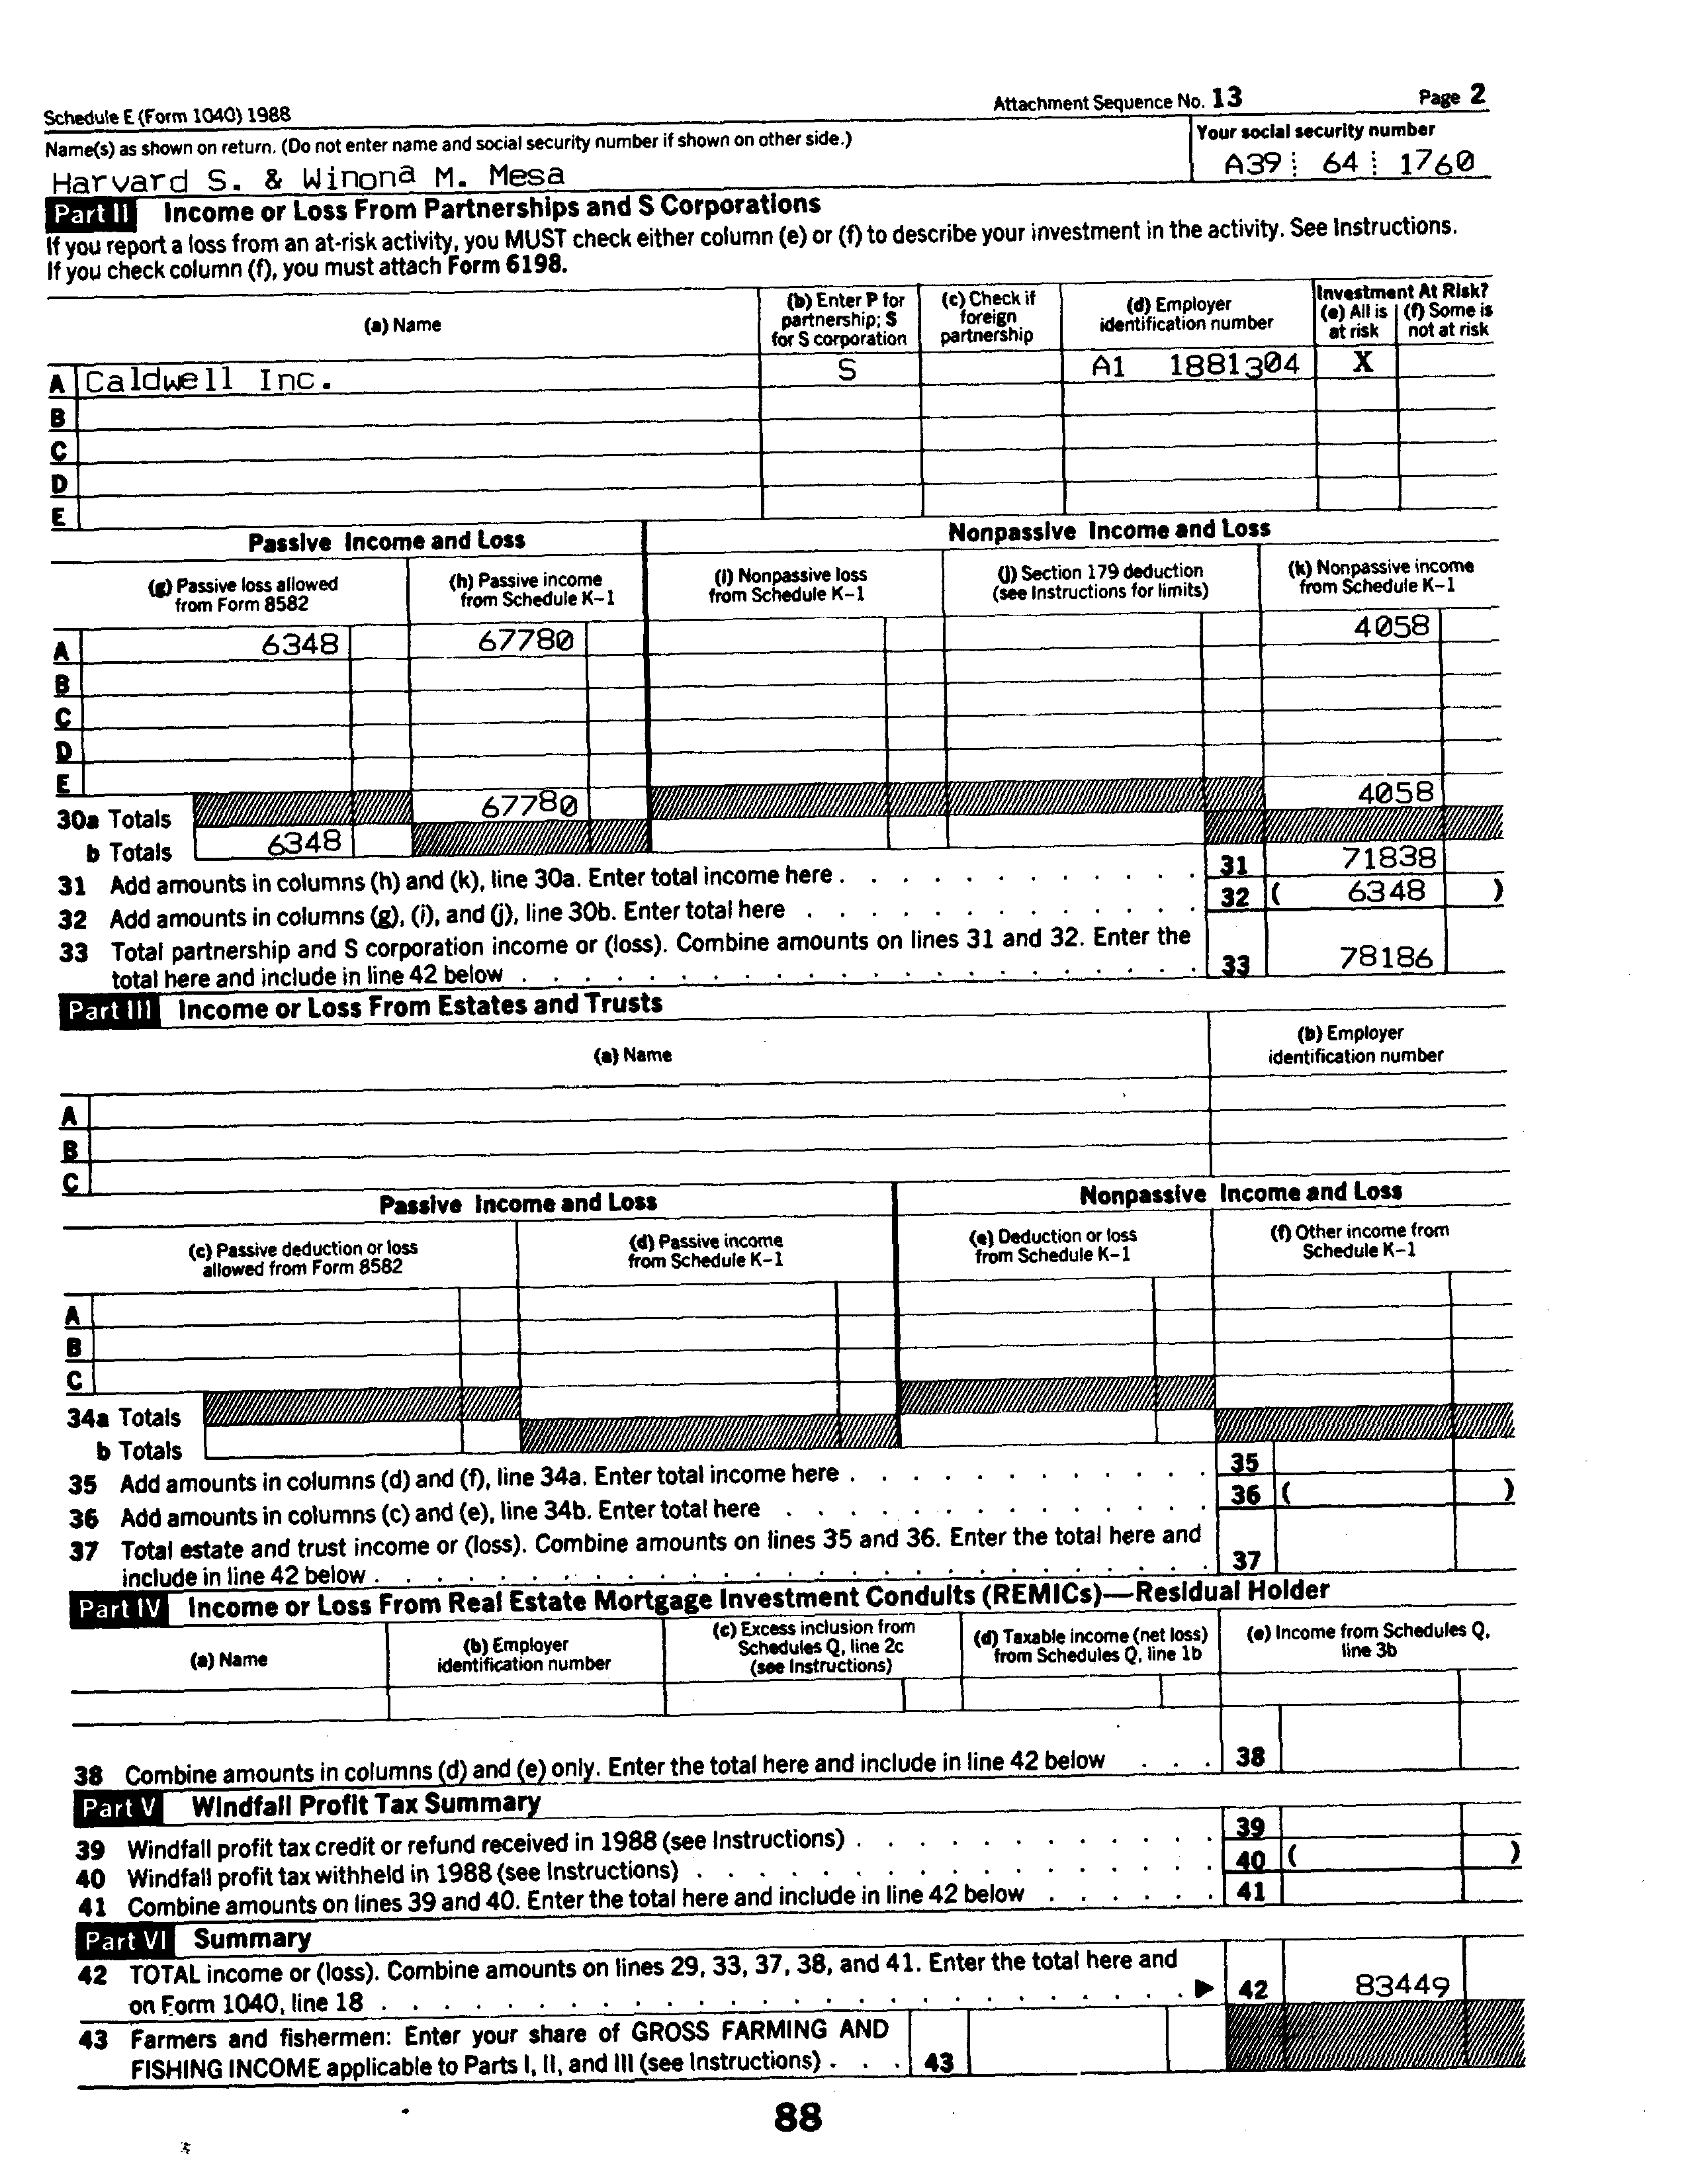 Schedule E (Form 1040) 1988 Attachment Sequence No. 13 Page 2
Name(s) as shown on return. (Do not enter name and social security number if shown on other side.) Your social security number
Harvard S. & Winona M. Mesa A39 64 1760
Part II Income or Loss From Partnerships and S Corporations
If you report a loss from an at-risk activity, you MUST check either column (e) or (f) to describe your investment in the activity. See Instructions.
If you check column (f), you must attach Form 6198.
(a) Name (b) Enter P for partnership; S for S corporation (c) Check if foreign partnership (d) Employer identification number Investment At Risk? (e) All is at risk (f) Some is not at risk
A Caldwell Inc. S A1 1881304 X
B
C
D
E
Passive Income and Loss Nonpassive Income and Loss
(g) Passive loss allowed from Form 8582 (h) Passive income from Schedule K-1 (i) Nonpassive loss from Schedule K-1 (j) Section 179 deduction (see Instructions for limits) (k) Nonpassive income from Schedule K-1
A 6348 67780 4058
B
C
D
E
30a Totals 67780 4058
b Totals 6348
31 Add amounts in columns (h) and (k), line 30a. Enter total income here . . . . . . . . . . . . 31 71838
32 Add amounts in columns (g), (i), and (j), line 30b. Enter total here . . . . . . . . . . . . . 32 ( 6348 )
33 Total partnership and S corporation income or (loss). Combine amounts on lines 31 and 32. Enter the
total here and include in line 42 below . . . . . . . . . . . . . . . . . . . . . . 33 78186
Part III Income or Loss From Estates and Trusts
(a) Name (b) Employer identification number
A
B
C
Passive Income and Loss Nonpassive Income and Loss
(c) Passive deduction or loss allowed from Form 8582 (d) Passive income from Schedule K-1 (e) Deduction or loss from Schedule K-1 (f) Other income from Schedule K-1
A
B
C
34a Totals
b Totals
35 Add amounts in columns (d) and (f), line 34a. Enter total income here . . . . . . . . . . . . 35
36 Add amounts in columns (c) and (e), line 34b. Enter total here . . . . . . . . . . . . . . 36 ( )
37 Total estate and trust income or (loss). Combine amounts on lines 35 and 36. Enter the total here and
include in line 42 below . . . . . . . . . . . . . . . . . . . . . . . . . . . 37
Part IV Income or Loss From Real Estate Mortgage Investment Conduits (REMICs)—Residual Holder
(a) Name (b) Employer identification number (c) Excess inclusion from Schedules Q, line 2c (see Instructions) (d) Taxable income (net loss) from Schedules Q, line 1b (e) Income from Schedules Q, line 3b
38 Combine amounts in columns (d) and (e) only. Enter the total here and include in line 42 below . . . 38
Part V Windfall Profit Tax Summary
39 Windfall profit tax credit or refund received in 1988 (see Instructions) . . . . . . . . . . . . 39
40 Windfall profit tax withheld in 1988 (see Instructions) . . . . . . . . . . . . . . . . . 40 ( )
41 Combine amounts on lines 39 and 40. Enter the total here and include in line 42 below . . . . . . 41
Part VI Summary
42 TOTAL income or (loss). Combine amounts on lines 29, 33, 37, 38, and 41. Enter the total here and
on Form 1040, line 18 . . . . . . . . . . . . . . . . . . . . . . . . . . ▶ 42 83449
43 Farmers and fishermen: Enter your share of GROSS FARMING AND
FISHING INCOME applicable to Parts I, II, and III (see Instructions) . . . 43
88